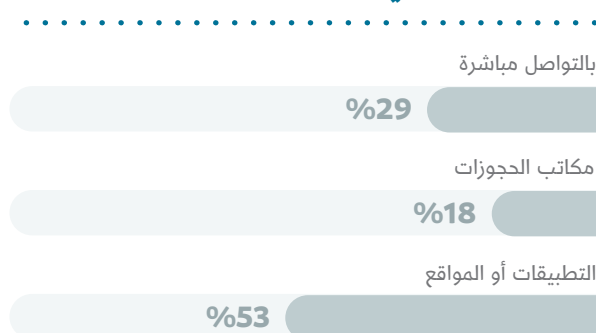 بالتواصل مباشرة
%29
مكاتب الحجوزات
%18
التطبيقات أو المواقع
%53